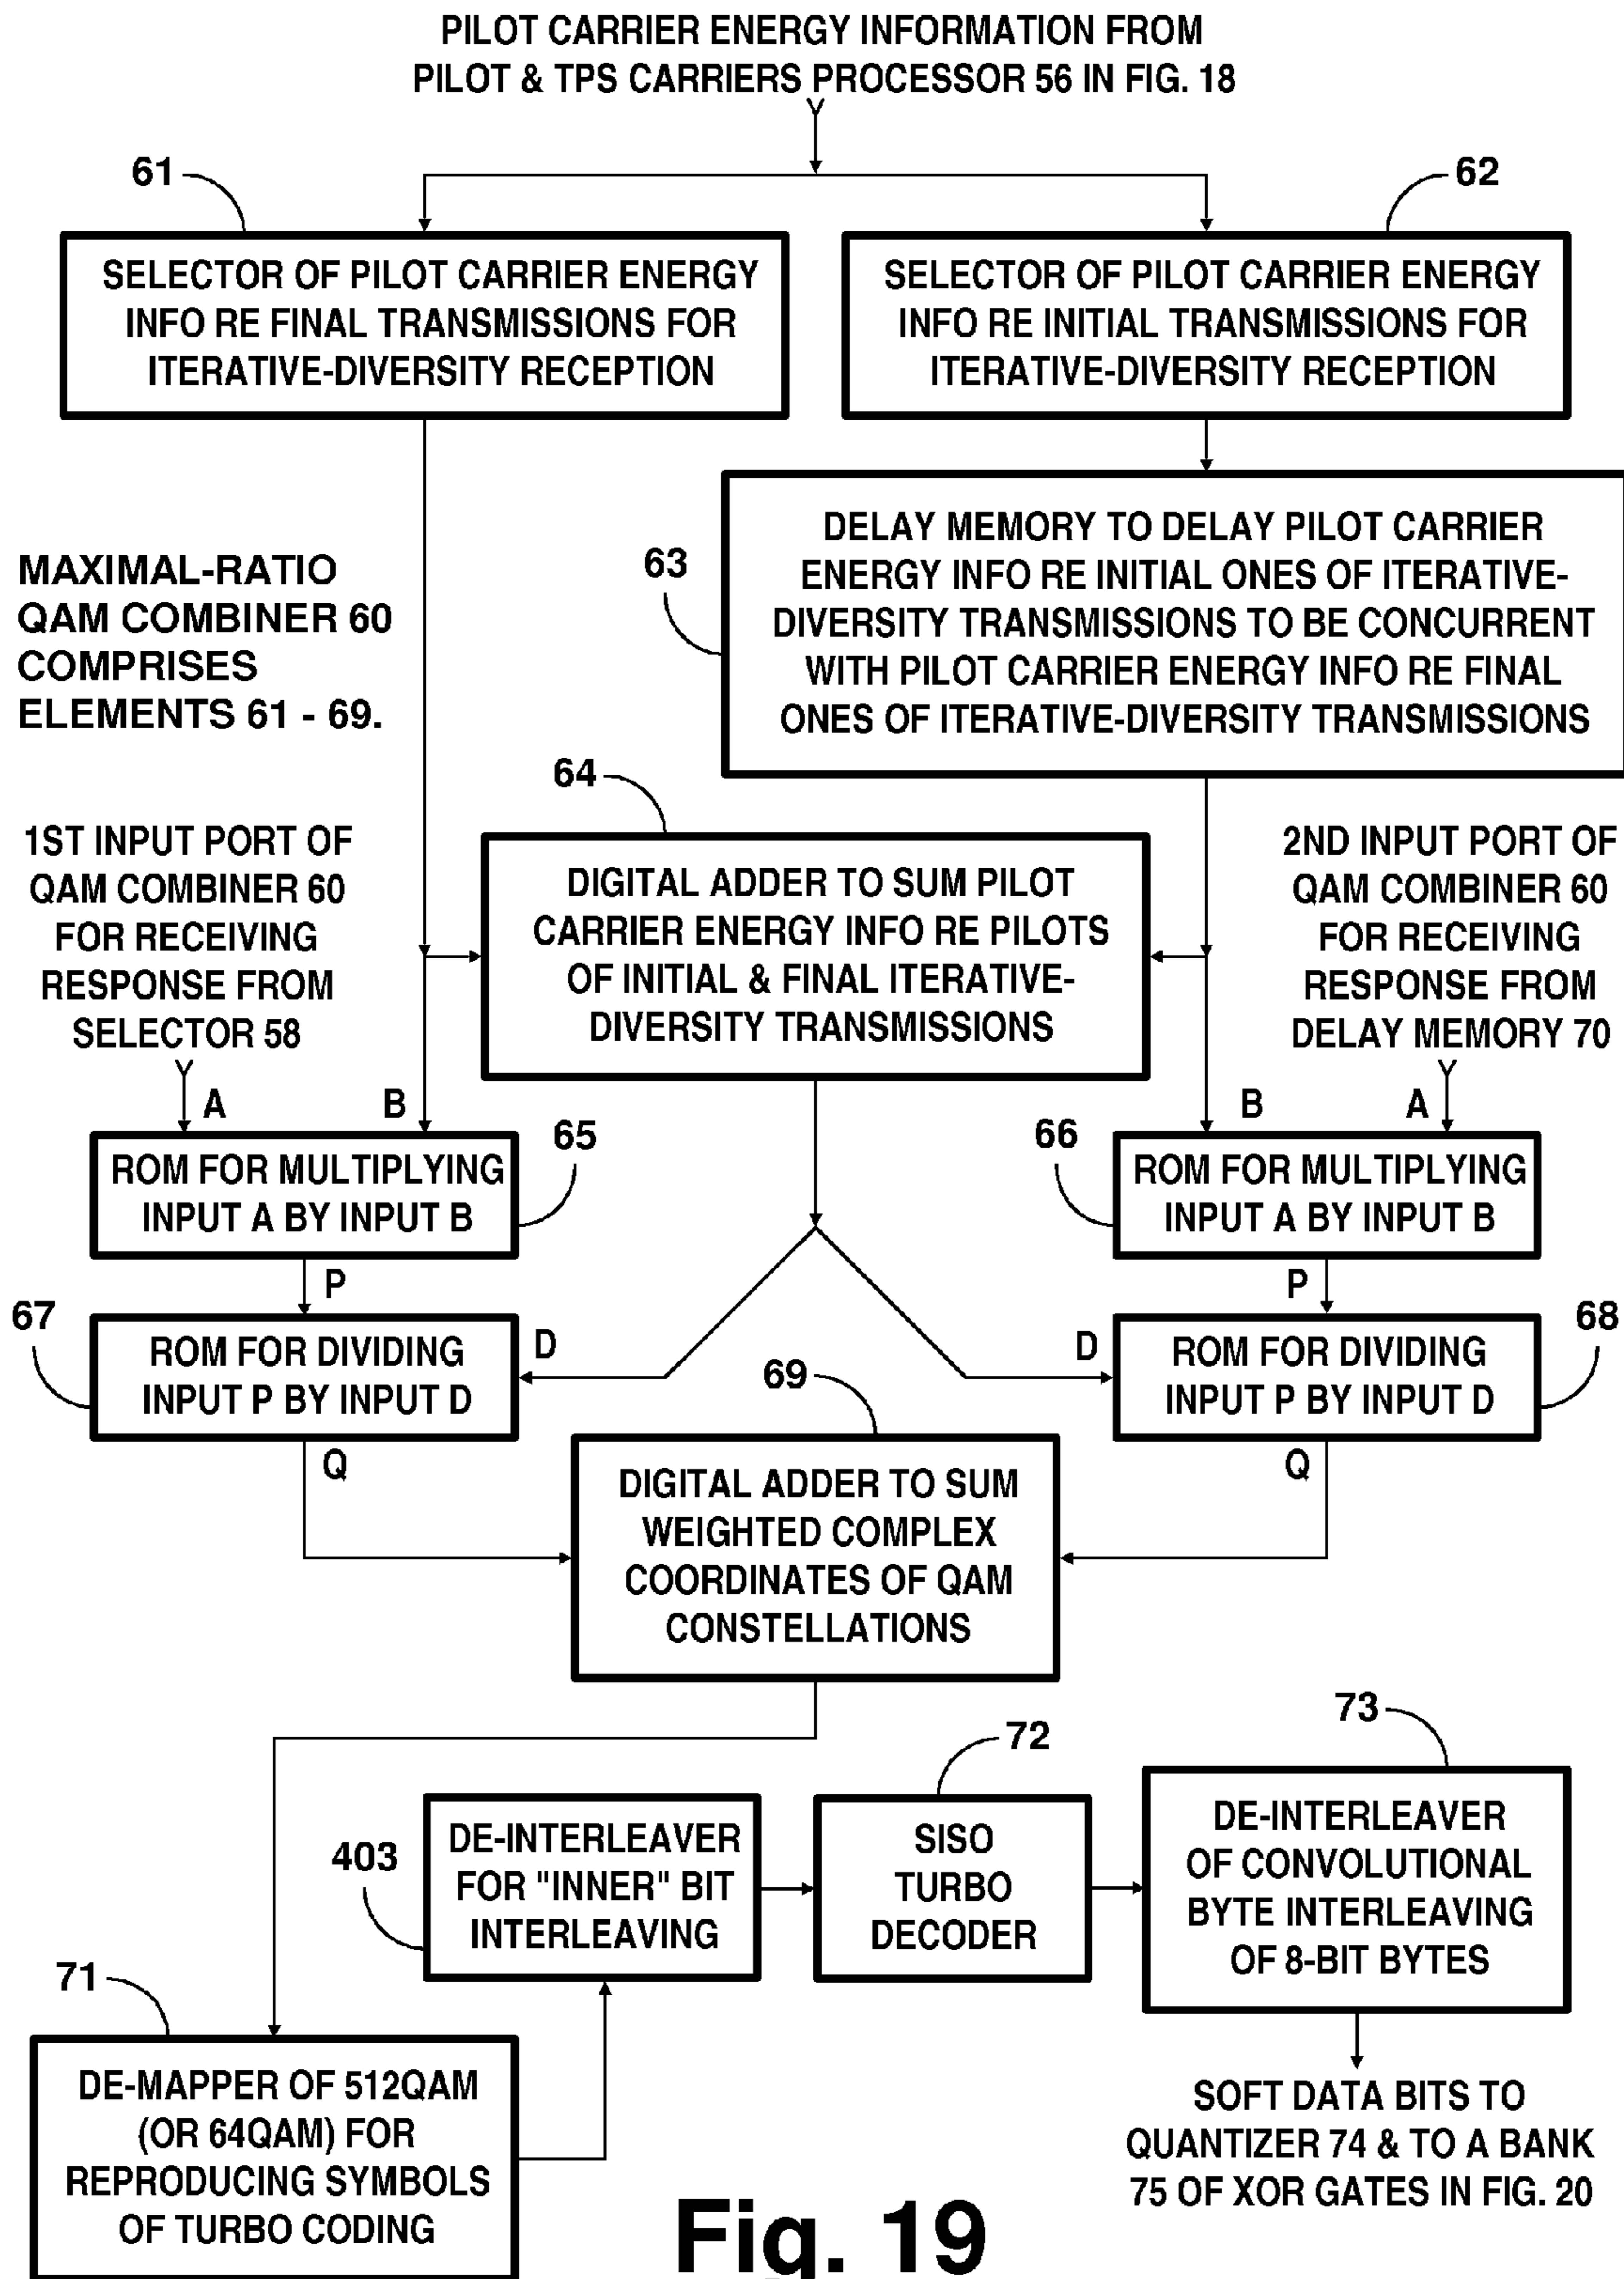 PILOT CARRIER ENERGY INFORMATION FROM
PILOT & TPS CARRIERS PROCESSOR 56 IN FIG. 18
61
62
SELECTOR OF PILOT CARRIER ENERGY
INFO RE FINAL TRANSMISSIONS FOR
ITERATIVE-DIVERSITY RECEPTION
SELECTOR OF PILOT CARRIER ENERGY
INFO RE INITIAL TRANSMISSIONS FOR
ITERATIVE-DIVERSITY RECEPTION
63
DELAY MEMORY TO DELAY PILOT CARRIER
ENERGY INFO RE INITIAL ONES OF ITERATIVE-
DIVERSITY TRANSMISSIONS TO BE CONCURRENT
WITH PILOT CARRIER ENERGY INFO RE FINAL
ONES OF ITERATIVE-DIVERSITY TRANSMISSIONS
MAXIMAL-RATIO
QAM COMBINER 60
COMPRISES
ELEMENTS 61 - 69.
64
1ST INPUT PORT OF
QAM COMBINER 60
FOR RECEIVING
RESPONSE FROM
SELECTOR 58
DIGITAL ADDER TO SUM PILOT
CARRIER ENERGY INFO RE PILOTS
OF INITIAL & FINAL ITERATIVE-
DIVERSITY TRANSMISSIONS
2ND INPUT PORT OF
QAM COMBINER 60
FOR RECEIVING
RESPONSE FROM
DELAY MEMORY 70
A
B
B
A
65
66
ROM FOR MULTIPLYING
INPUT A BY INPUT B
ROM FOR MULTIPLYING
INPUT A BY INPUT B
P
P
67
68
ROM FOR DIVIDING
INPUT P BY INPUT D
D
D
ROM FOR DIVIDING
INPUT P BY INPUT D
69
Q
Q
DIGITAL ADDER TO SUM
WEIGHTED COMPLEX
COORDINATES OF QAM
CONSTELLATIONS
72
73
403
DE-INTERLEAVER
FOR "INNER" BIT
INTERLEAVING
SISO
TURBO
DECODER
DE-INTERLEAVER
OF CONVOLUTIONAL
BYTE INTERLEAVING
OF 8-BIT BYTES
71
DE-MAPPER OF 512QAM
(OR 64QAM) FOR
REPRODUCING SYMBOLS
OF TURBO CODING
SOFT DATA BITS TO
QUANTIZER 74 & TO A BANK
75 OF XOR GATES IN FIG. 20
Fig. 19